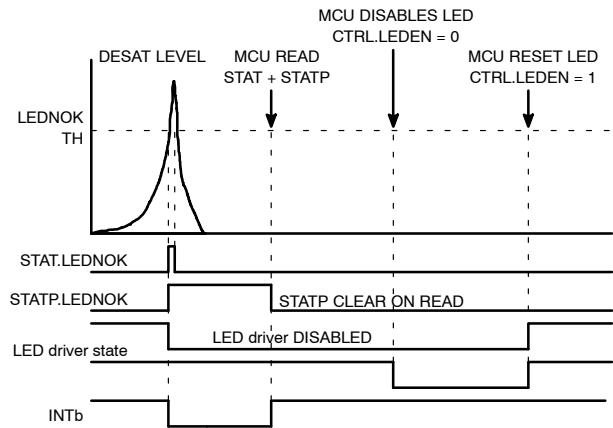 MCU DISABLES LED
CTRL.LEDEN = 0
DESAT LEVEL
MCU READ
STAT + STATP
MCU RESET LED
CTRL.LEDEN = 1
LEDNOK
TH
STAT.LEDNOK
STATP.LEDNOK
STATP CLEAR ON READ
LED driver DISABLED
LED driver state
INTb